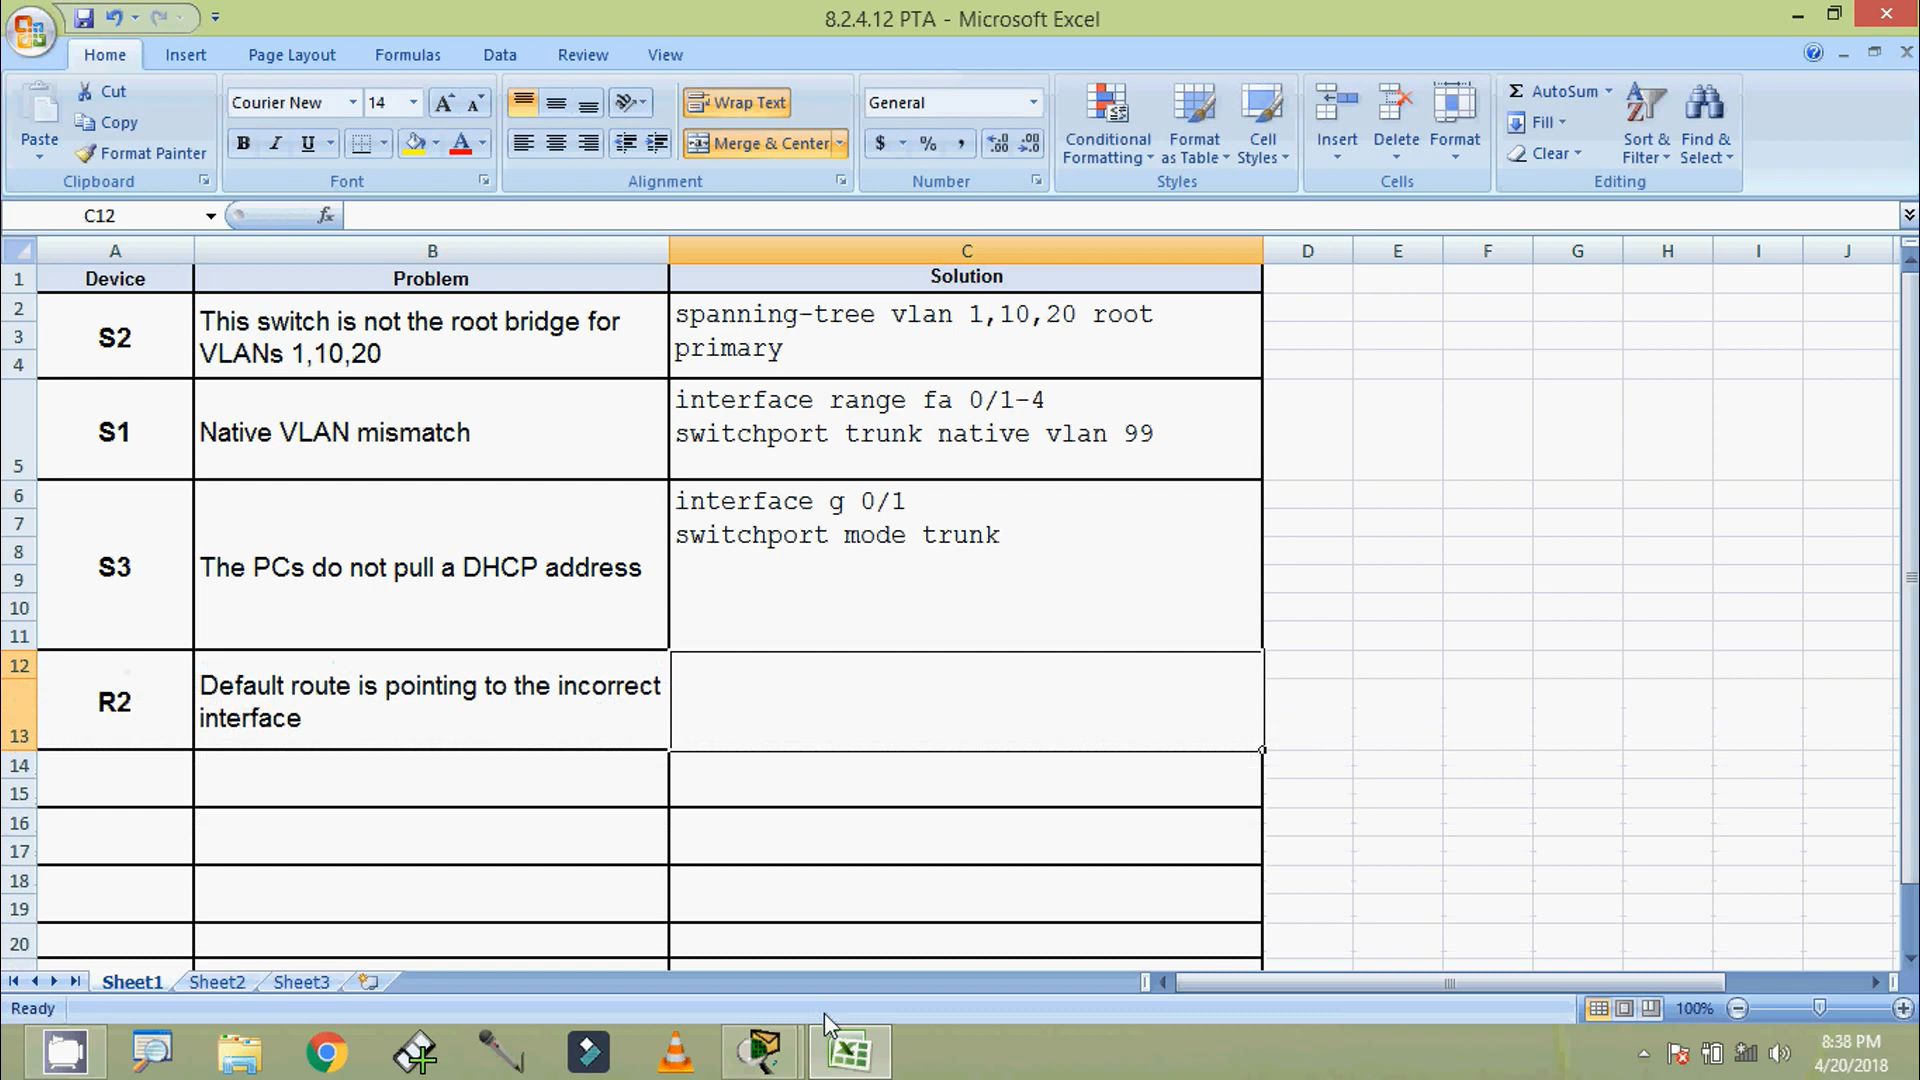 8.2.4.12 PTA - Microsoft Excel
Home Insert Page Layout Formulas Data Review View
Paste
Cut
Copy
Format Painter
Clipboard
Courier New 14
B I U
Font
Wrap Text
Merge & Center
Alignment
General
$ % ,
Number
Conditional Formatting
Format as Table
Cell Styles
Styles
Insert Delete Format
Cells
Σ AutoSum
Fill
Clear
Sort & Filter
Find & Select
Editing
C12 fx
A B C D E F G H I J
1 Device Problem Solution
2
3
4
S2
This switch is not the root bridge for
VLANs 1,10,20
spanning-tree vlan 1,10,20 root
primary
5
S1
Native VLAN mismatch
interface range fa 0/1-4
switchport trunk native vlan 99
6
7
8
9
10
11
S3
The PCs do not pull a DHCP address
interface g 0/1
switchport mode trunk
12
13
R2
Default route is pointing to the incorrect
interface
14
15
16
17
18
19
20
Sheet1 Sheet2 Sheet3
Ready 100%
8:38 PM
4/20/2018